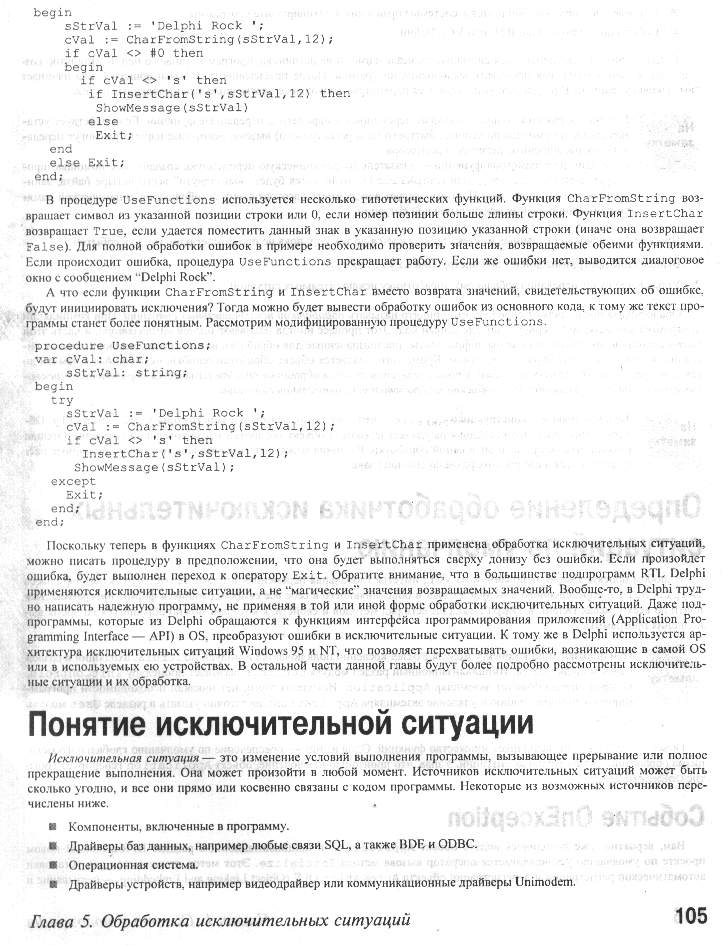 begin
sStrVal := 'Delphi Rock ';
cVal := CharFromString(sStrVal,12);
if cVal <> #0 then
begin
if cVal <> 's' then
if InsertChar('s',sStrVal,12) then
ShowMessage(sStrVal)
else
Exit;
end
else Exit;
end;
В процедуре UseFunctions используется несколько гипотетических функций. Функция CharFromString воз-
вращает символ из указанной позиции строки или 0, если номер позиции больше длины строки. Функция InsertChar
возвращает True, если удается поместить данный знак в указанную позицию указанной строки (иначе она возвращает
False). Для полной обработки ошибок в примере необходимо проверить значения, возвращаемые обеими функциями.
Если происходит ошибка, процедура UseFunctions прекращает работу. Если же ошибки нет, выводится диалоговое
окно с сообщением “Delphi Rock”.
А что если функции CharFromString и InsertChar вместо возврата значений, свидетельствующих об ошибке,
будут инициировать исключения? Тогда можно будет вывести обработку ошибок из основного кода, к тому же текст про-
граммы станет более понятным. Рассмотрим модифицированную процедуру UseFunctions.
procedure UseFunctions;
var cVal: char;
sStrVal: string;
begin
try
sStrVal := 'Delphi Rock ';
cVal := CharFromString(sStrVal,12);
if cVal <> 's' then
InsertChar('s',sStrVal,12);
ShowMessage(sStrVal);
except
Exit;
end;
end;
Поскольку теперь в функциях CharFromString и InsertChar применена обработка исключительных ситуаций,
можно писать процедуру в предположении, что она будет выполняться сверху донизу без ошибки. Если произойдет
ошибка, будет выполнен переход к оператору Exit. Обратите внимание, что в большинстве подпрограмм RTL Delphi
применяются исключительные ситуации, а не “магические” значения возвращаемых значений. Вообще-то, в Delphi труд-
но написать надежную программу, не применяя в той или иной форме обработки исключительных ситуаций. Даже под-
программы, которые из Delphi обращаются к функциям интерфейса программирования приложений (Application Pro-
gramming Interface — API) в OS, преобразуют ошибки в исключительные ситуации. К тому же в Delphi используется ар-
хитектура исключительных ситуаций Windows 95 и NT, что позволяет перехватывать ошибки, возникающие в самой OS
или в используемых ею устройствах. В остальной части данной главы будут более подробно рассмотрены исключитель-
ные ситуации и их обработка.
Понятие исключительной ситуации
Исключительная ситуация — это изменение условий выполнения программы, вызывающее прерывание или полное
прекращение выполнения. Она может произойти в любой момент. Источников исключительных ситуаций может быть
сколько угодно, и все они прямо или косвенно связаны с кодом программы. Некоторые из возможных источников пере-
числены ниже.
■ Компоненты, включенные в программу.
■ Драйверы баз данных, например любые связи SQL, а также BDE и ODBC.
■ Операционная система.
■ Драйверы устройств, например видеодрайвер или коммуникационные драйверы Unimodem.
Глава 5. Обработка исключительных ситуаций 105